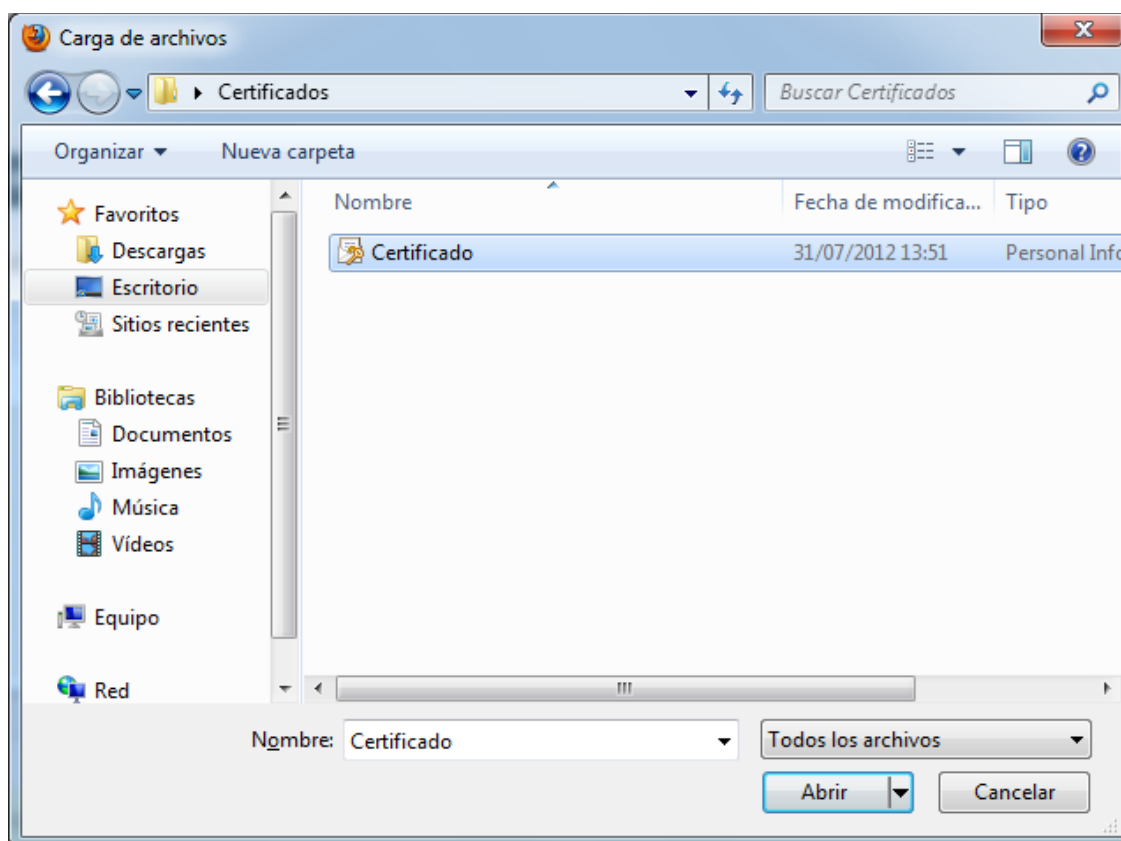 Carga de archivos
Certificados
Buscar Certificados
Organizar
Nueva carpeta
Favoritos
Descargas
Escritorio
Sitios recientes
Bibliotecas
Documentos
Imágenes
Música
Vídeos
Equipo
Red
Nombre
Fecha de modifica...
Tipo
Certificado
31/07/2012 13:51
Personal Info
Nombre:
Certificado
Todos los archivos
Abrir
Cancelar